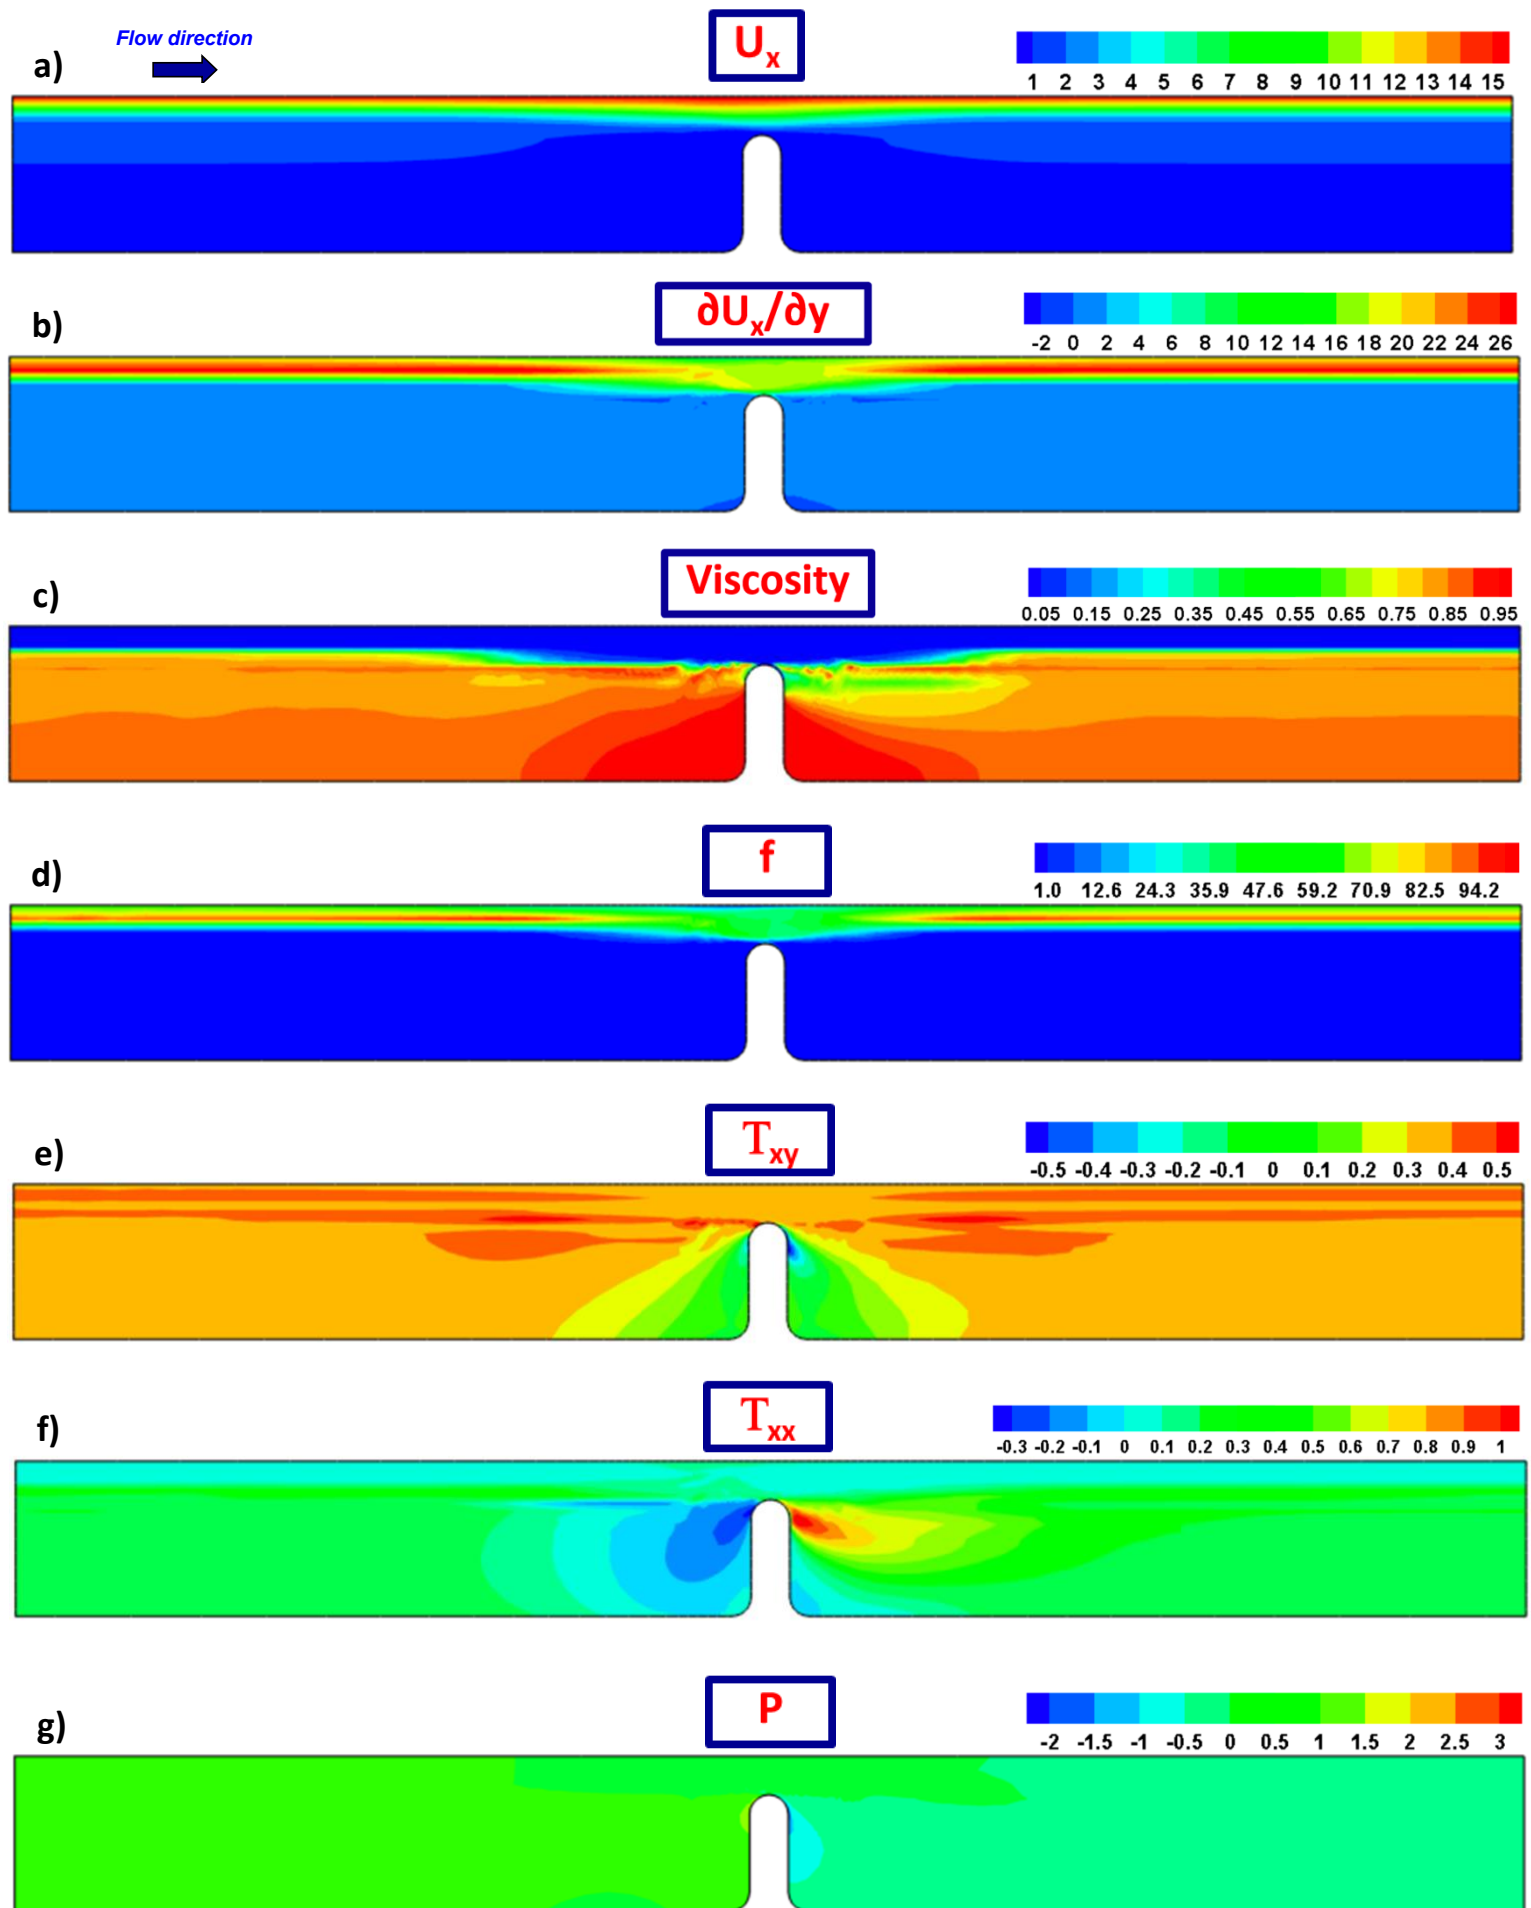 a)
Flow direction
Ux
1 2 3 4 5 6 7 8 9 10 11 12 13 14 15
b)
∂Ux/∂y
-2 0 2 4 6 8 10 12 14 16 18 20 22 24 26
c)
Viscosity
0.05 0.15 0.25 0.35 0.45 0.55 0.65 0.75 0.85 0.95
d)
f
1.0 12.6 24.3 35.9 47.6 59.2 70.9 82.5 94.2
e)
Txy
-0.5 -0.4 -0.3 -0.2 -0.1 0 0.1 0.2 0.3 0.4 0.5
f)
Txx
-0.3 -0.2 -0.1 0 0.1 0.2 0.3 0.4 0.5 0.6 0.7 0.8 0.9 1
g)
P
-2 -1.5 -1 -0.5 0 0.5 1 1.5 2 2.5 3